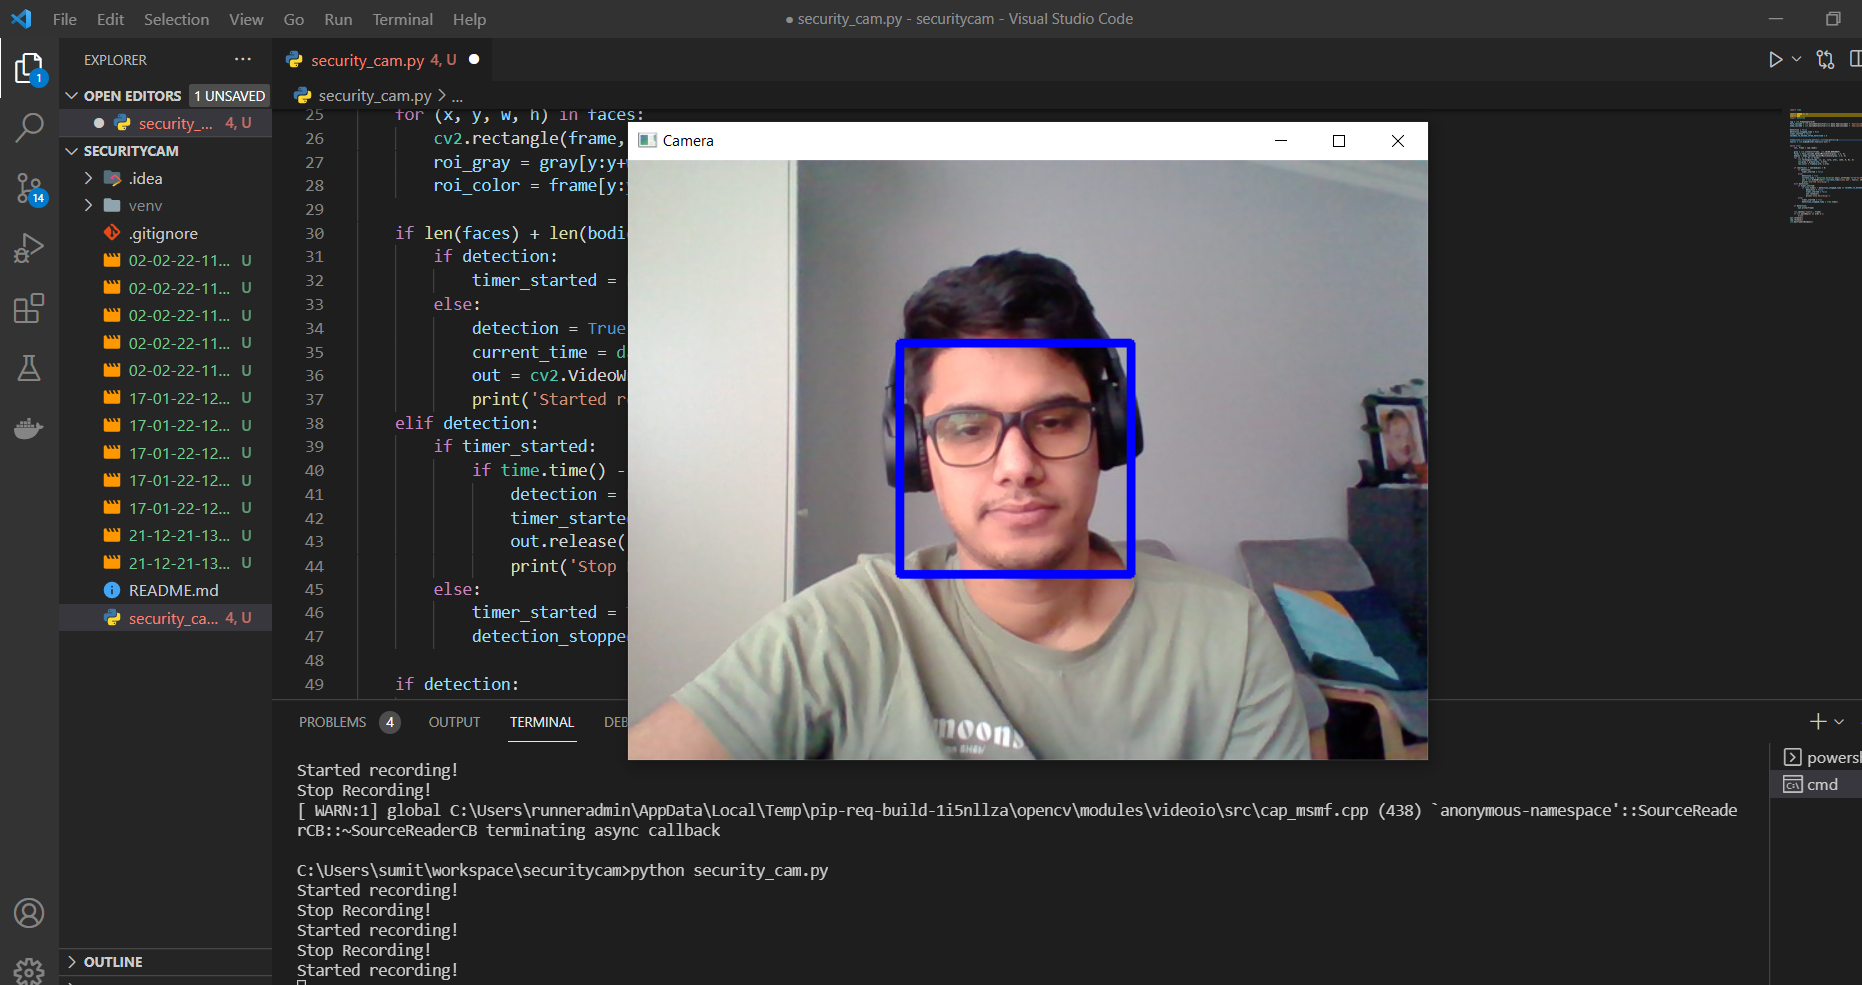 File Edit Selection View Go Run Terminal Help
● security_cam.py - securitycam - Visual Studio Code
EXPLORER ...
security_cam.py 4, U
OPEN EDITORS 1 UNSAVED
security_cam.py > ...
security_... 4, U
SECURITYCAM
.idea
venv
.gitignore
02-02-22-11... U
02-02-22-11... U
02-02-22-11... U
02-02-22-11... U
02-02-22-11... U
17-01-22-12... U
17-01-22-12... U
17-01-22-12... U
17-01-22-12... U
17-01-22-12... U
21-12-21-13... U
21-12-21-13... U
README.md
security_ca... 4, U
OUTLINE
1
14
25 for (x, y, w, h) in faces:
26 cv2.rectangle(frame,
27 roi_gray = gray[y:y+
28 roi_color = frame[y:
29
30 if len(faces) + len(bodi
31 if detection:
32 timer_started =
33 else:
34 detection = True
35 current_time = d
36 out = cv2.VideoW
37 print('Started r
38 elif detection:
39 if timer_started:
40 if time.time() -
41 detection =
42 timer_starte
43 out.release(
44 print('Stop
45 else:
46 timer_started =
47 detection_stoppe
48
49 if detection:
Camera
moons
PROBLEMS 4 OUTPUT TERMINAL DEB
Started recording!
Stop Recording!
[ WARN:1] global C:\Users\runneradmin\AppData\Local\Temp\pip-req-build-1i5nllza\opencv\modules\videoio\src\cap_msmf.cpp (438) `anonymous-namespace'::SourceReade
rCB::~SourceReaderCB terminating async callback
C:\Users\sumit\workspace\securitycam>python security_cam.py
Started recording!
Stop Recording!
Started recording!
Stop Recording!
Started recording!
powersh
cmd